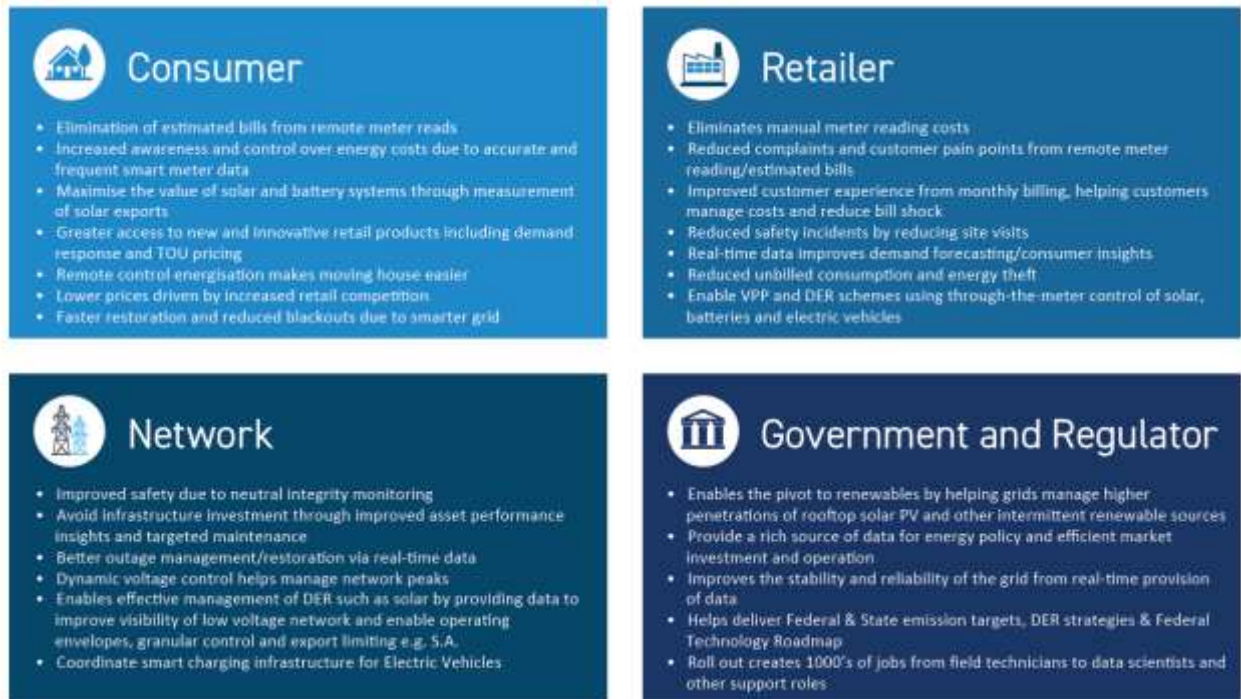 Consumer
• Elimination of estimated bills from remote meter reads
• Increased awareness and control over energy costs due to accurate and
frequent smart meter data
• Maximise the value of solar and battery systems through measurement
of solar exports
• Greater access to new and innovative retail products including demand
response and TOU pricing
• Remote control energisation makes moving house easier
• Lower prices driven by increased retail competition
• Faster restoration and reduced blackouts due to smarter grid
Retailer
• Eliminates manual meter reading costs
• Reduced complaints and customer pain points from remote meter
reading/estimated bills
• Improved customer experience from monthly billing, helping customers
manage costs and reduce bill shock
• Reduced safety incidents by reducing site visits
• Real-time data improves demand forecasting/consumer insights
• Reduced unbilled consumption and energy theft
• Enable VPP and DER schemes using through-the-meter control of solar,
batteries and electric vehicles
Network
• Improved safety due to neutral integrity monitoring
• Avoid infrastructure investment through improved asset performance
insights and targeted maintenance
• Better outage management/restoration via real-time data
• Dynamic voltage control helps manage network peaks
• Enables effective management of DER such as solar by providing data to
improve visibility of low voltage network and enable operating
envelopes, granular control and export limiting e.g. S.A.
• Coordinate smart charging infrastructure for Electric Vehicles
Government and Regulator
• Enables the pivot to renewables by helping grids manage higher
penetrations of rooftop solar PV and other intermittent renewable sources
• Provide a rich source of data for energy policy and efficient market
investment and operation
• Improves the stability and reliability of the grid from real-time provision
of data
• Helps deliver Federal & State emission targets, DER strategies & Federal
Technology Roadmap
• Roll out creates 1000's of jobs from field technicians to data scientists and
other support roles